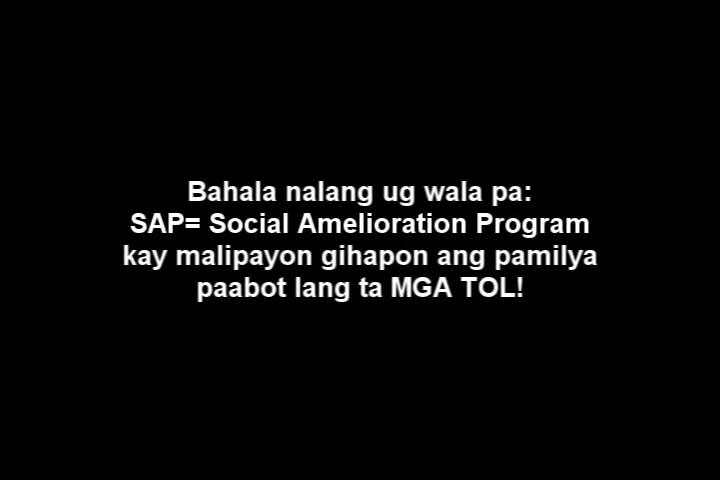 Bahala nalang ug wala pa:
SAP= Social Amelioration Program
kay malipayon gihapon ang pamilya
paabot lang ta MGA TOL!